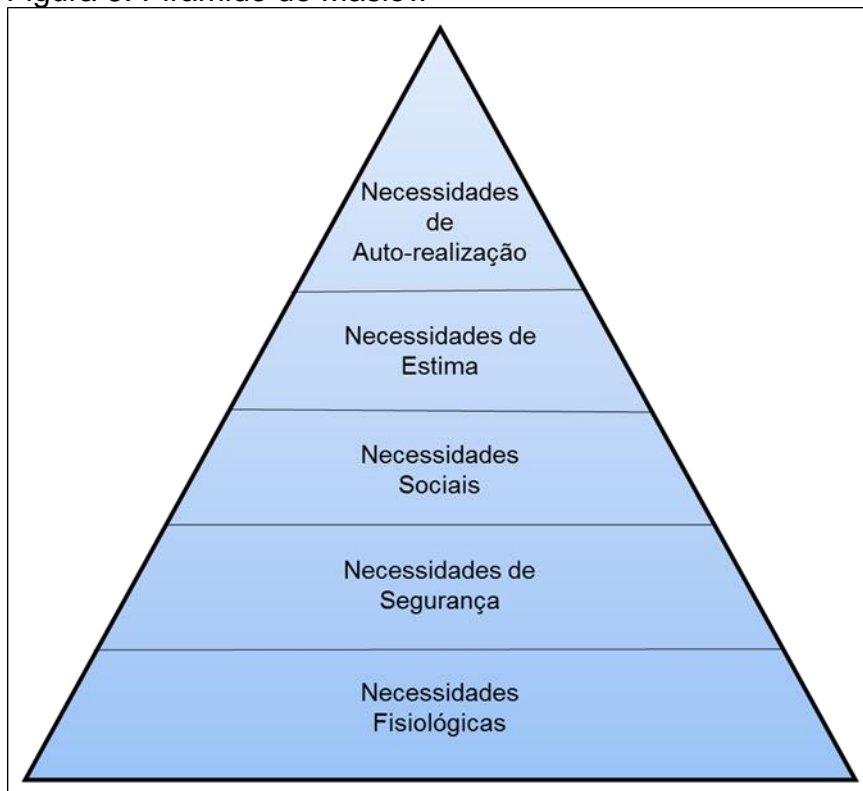 Necessidades
de
Auto-realização
Necessidades de
Estima
Necessidades
Sociais
Necessidades de
Segurança
Necessidades
Fisiológicas